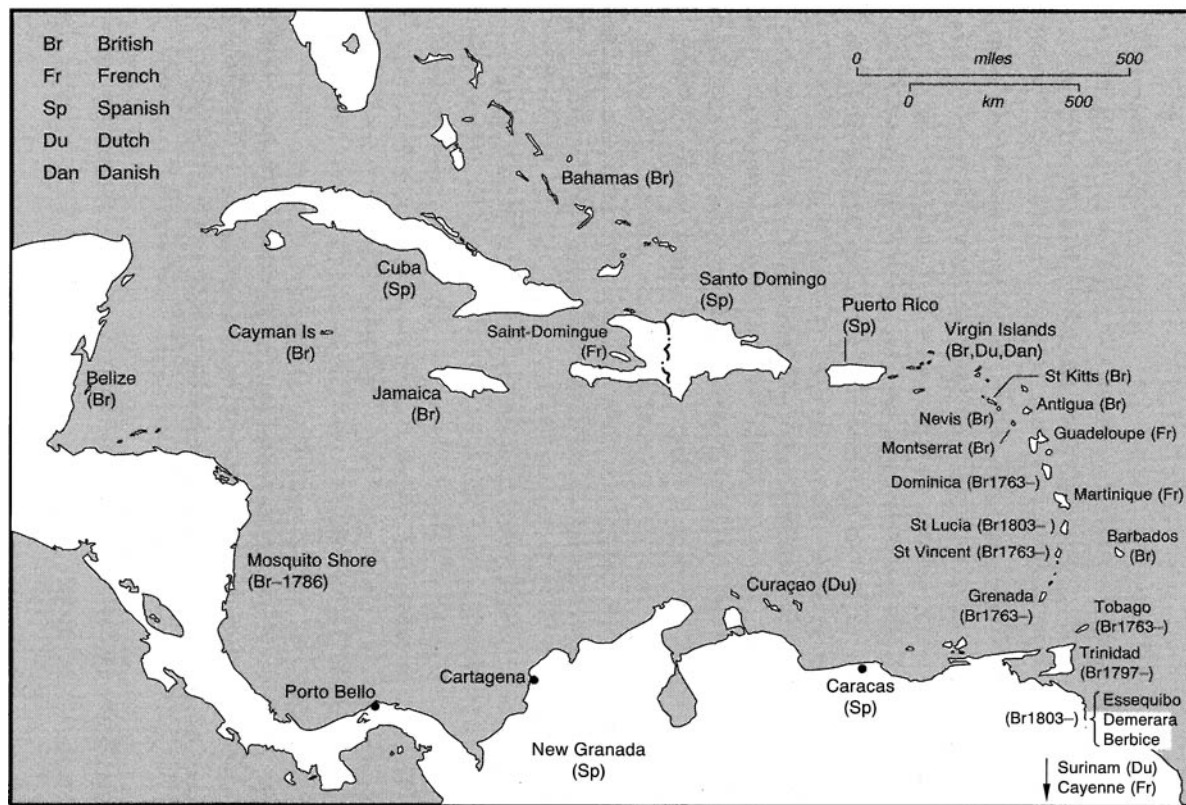 Br British
Fr French
Sp Spanish
Du Dutch
Dan Danish
0 miles 500
0 km 500
Bahamas (Br)
Cuba
(Sp)
Santo Domingo
(Sp)
Puerto Rico
(Sp)
Cayman Is
(Br)
Saint-Domingue
(Fr)
Virgin Islands
(Br,Du,Dan)
Belize
(Br)
Jamaica
(Br)
St Kitts (Br)
Nevis (Br)
Antigua (Br)
Montserrat (Br)
Guadeloupe (Fr)
Dominica (Br1763–)
Martinique (Fr)
St Lucia (Br1803–)
Barbados
(Br)
St Vincent (Br1763–)
Mosquito Shore
(Br–1786)
Curaçao (Du)
Grenada
(Br1763–)
Tobago
(Br1763–)
Trinidad
(Br1797–)
Cartagena
Porto Bello
Caracas
(Sp)
New Granada
(Sp)
(Br1803–)
Essequibo
Demerara
Berbice
Surinam (Du)
Cayenne (Fr)